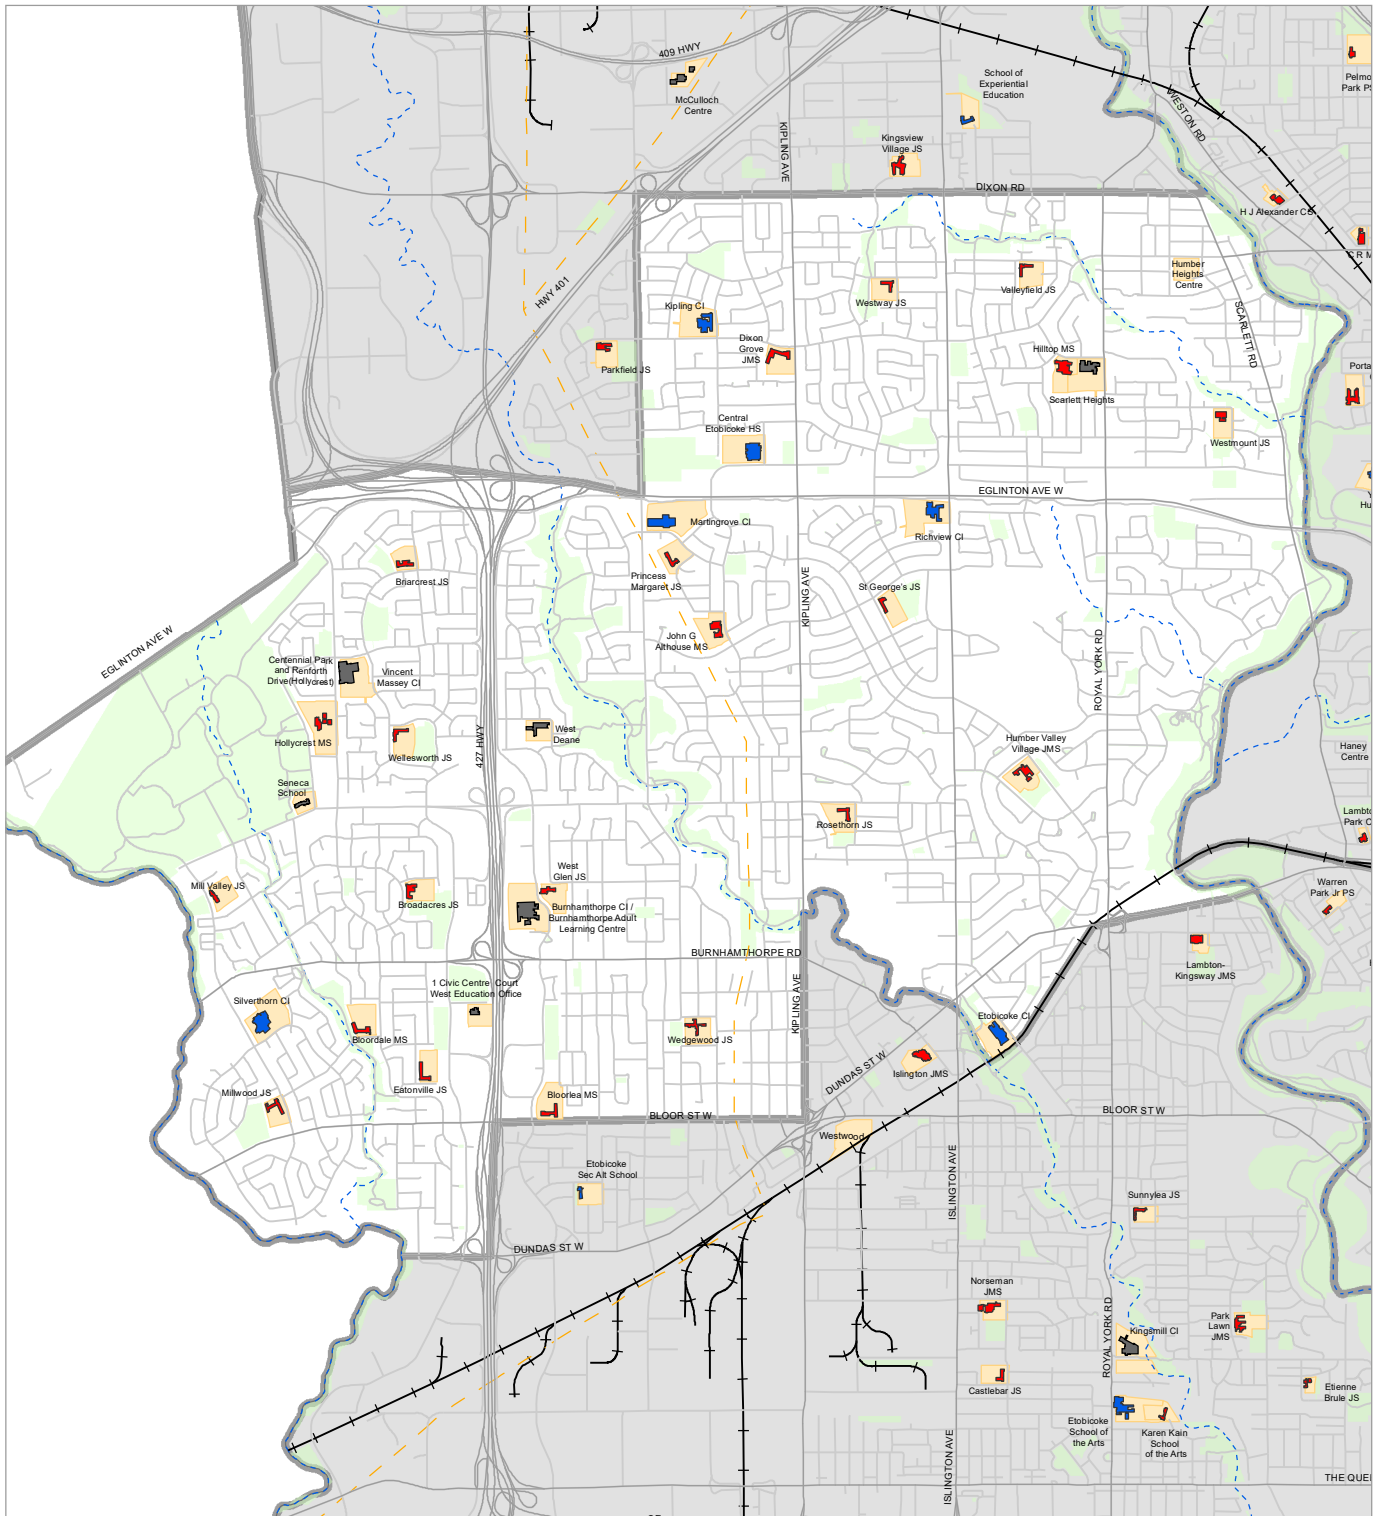 409 HWY
McCulloch
Centre
School of
Experiential
Education
Pelmo
Park PS
WESTON RD
KIPLING AVE
Kingsview
Village JS
DIXON RD
H J Alexander CS
C R M
HWY 401
Kipling CI
Westway JS
Valleyfield JS
Humber
Heights
Centre
SCARLETT RD
Parkfield JS
Dixon
Grove
JMS
Hilltop MS
Scarlett Heights
Porta
Central
Etobicoke HS
Westmount JS
EGLINTON AVE W
Hu
Martingrove CI
Richview CI
Briarcrest JS
Princess
Margaret JS
St George's JS
KIPLING AVE
John G
Althouse MS
EGLINTON AVE W
Centennial Park
and Renforth
Drive(Hollycrest)
Vincent
Massey CI
ROYAL YORK RD
Hollycrest MS
Wellesworth JS
427 HWY
West
Deane
Humber Valley
Village JMS
Haney
Centre
Seneca
School
Rosethorn JS
Lambto
Park C
Mill Valley JS
Broadacres JS
West
Glen JS
Burnhamthorpe CI /
Burnhamthorpe Adult
Learning Centre
Warren
Park Jr PS
BURNHAMTHORPE RD
Lambton-
Kingsway JMS
1 Civic Centre Court
West Education Office
KIPLING AVE
Silverthorn CI
Bloordale MS
Wedgewood JS
Etobicoke CI
Eatonville JS
Islington JMS
DUNDAS ST W
Millwood JS
Bloorlea MS
BLOOR ST W
BLOOR ST W
Westwood
Etobicoke
Sec Alt School
ISLINGTON AVE
Sunnylea JS
DUNDAS ST W
Norseman
JMS
ROYAL YORK RD
Kingsmill CI
Park
Lawn
JMS
Castlebar JS
Etienne
Brule JS
Etobicoke
School of
the Arts
Karen Kain
School
of the Arts
ISLINGTON AVE
THE QUE